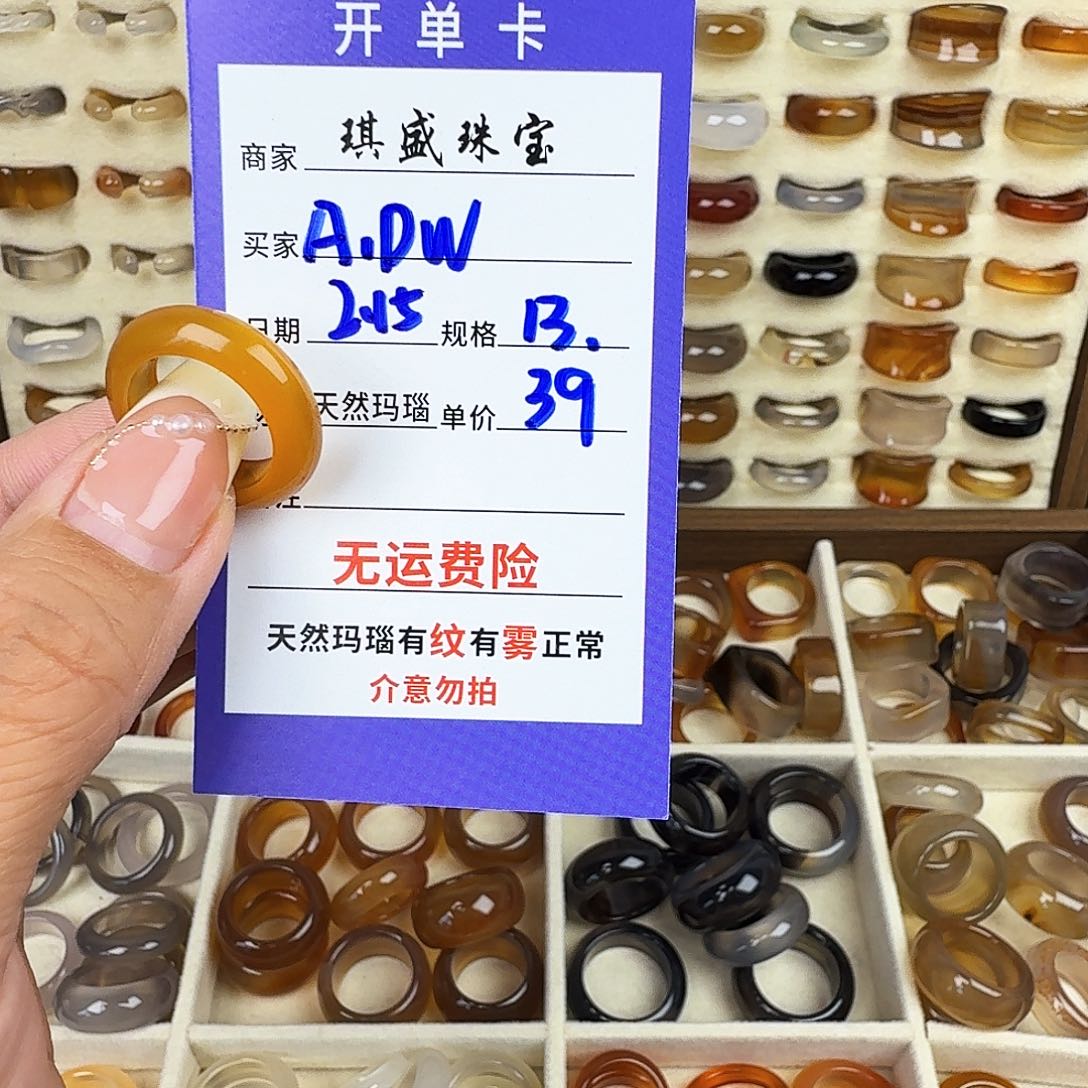 开单卡
商家 琪盛珠宝
买家 A.DW
日期 2.15 规格 13.
天然玛瑙 单价 39
注
无运费险
天然玛瑙有纹有雾正常
介意勿拍